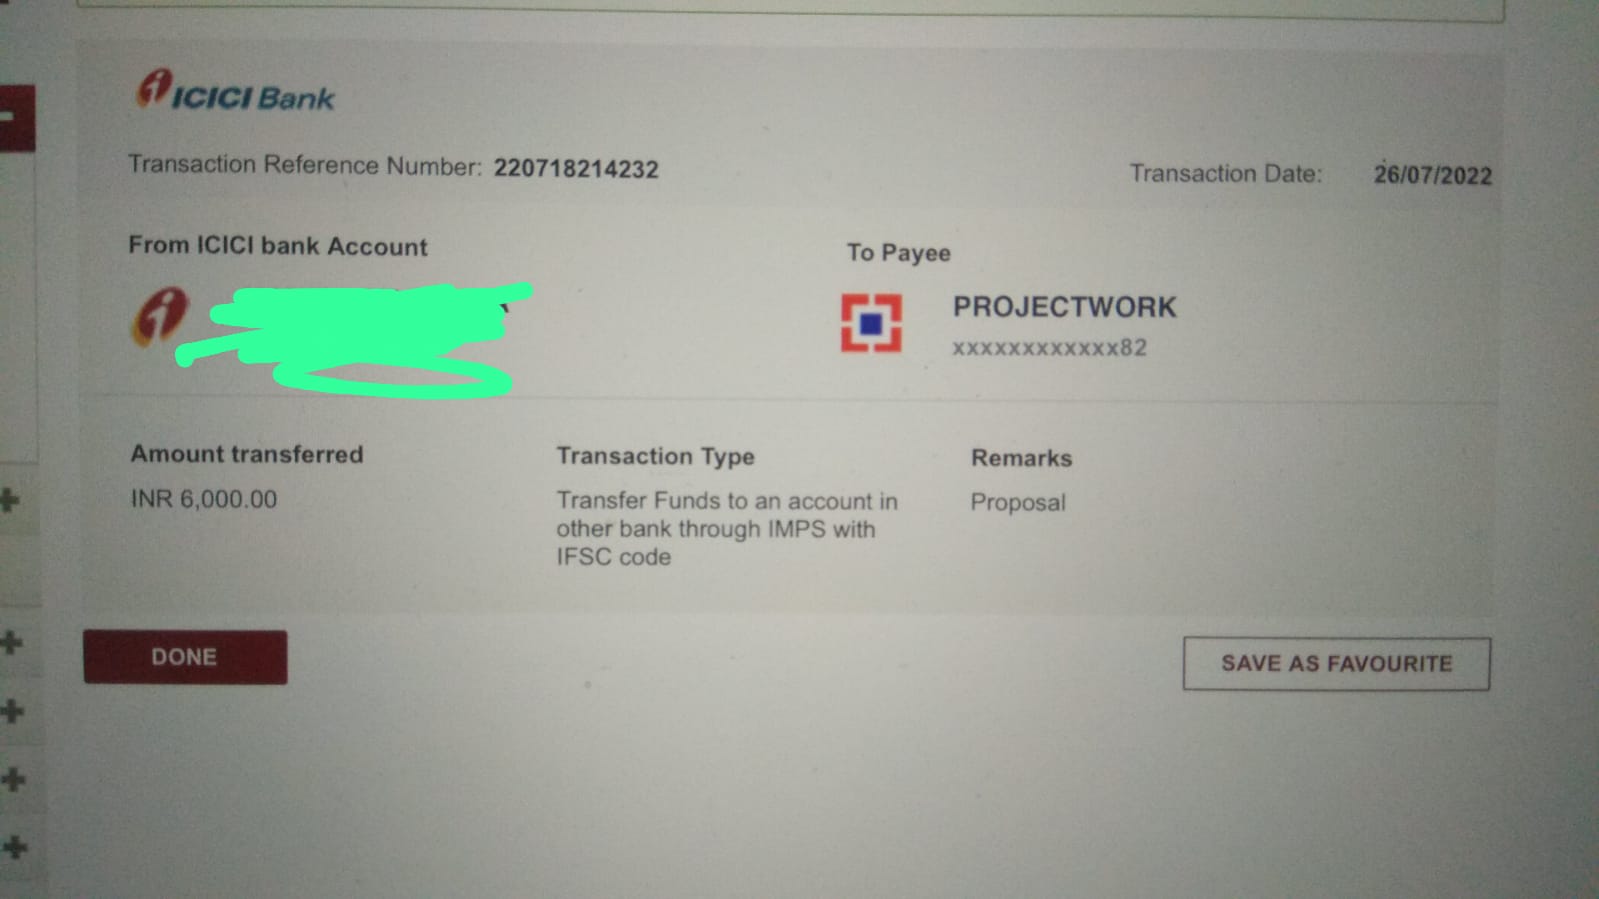 ICICI Bank
Transaction Reference Number: 220718214232
Transaction Date: 26/07/2022
From ICICI bank Account
To Payee
PROJECTWORK
xxxxxxxxxxxx82
Amount transferred
INR 6,000.00
Transaction Type
Transfer Funds to an account in
other bank through IMPS with
IFSC code
Remarks
Proposal
DONE
SAVE AS FAVOURITE